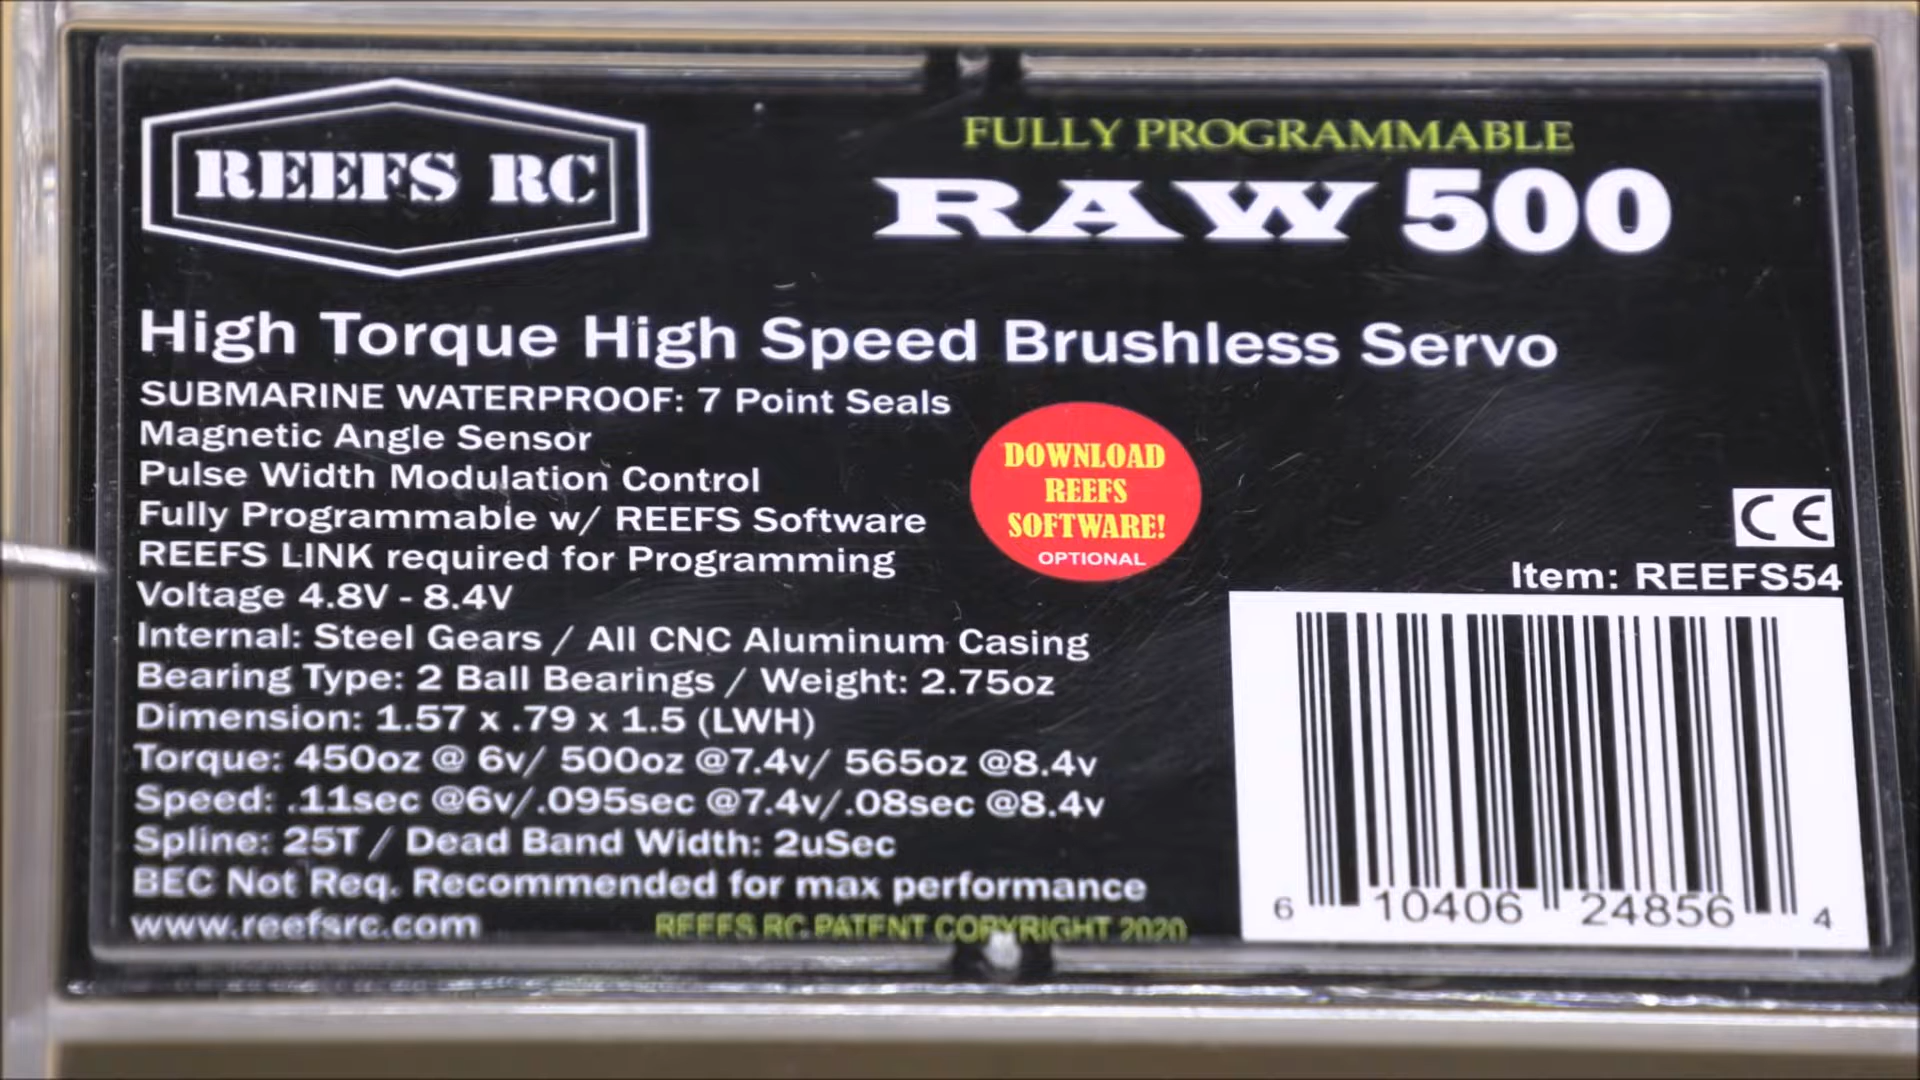 REEFS RC
FULLY PROGRAMMABLE
RAW 500
High Torque High Speed Brushless Servo
SUBMARINE WATERPROOF: 7 Point Seals
Magnetic Angle Sensor
Pulse Width Modulation Control
Fully Programmable w/ REEFS Software
REEFS LINK required for Programming
Voltage 4.8V - 8.4V
Internal: Steel Gears / All CNC Aluminum Casing
Bearing Type: 2 Ball Bearings / Weight: 2.75oz
Dimension: 1.57 x .79 x 1.5 (LWH)
Torque: 450oz @ 6v/ 500oz @7.4v/ 565oz @8.4v
Speed: .11sec @6v/.095sec @7.4v/.08sec @8.4v
Spline: 25T / Dead Band Width: 2uSec
BEC Not Req. Recommended for max performance
www.reefsrc.com
REEFS RC PATENT COPYRIGHT 2020
DOWNLOAD
REEFS
SOFTWARE!
OPTIONAL
CE
Item: REEFS54
6 10406 24856 4